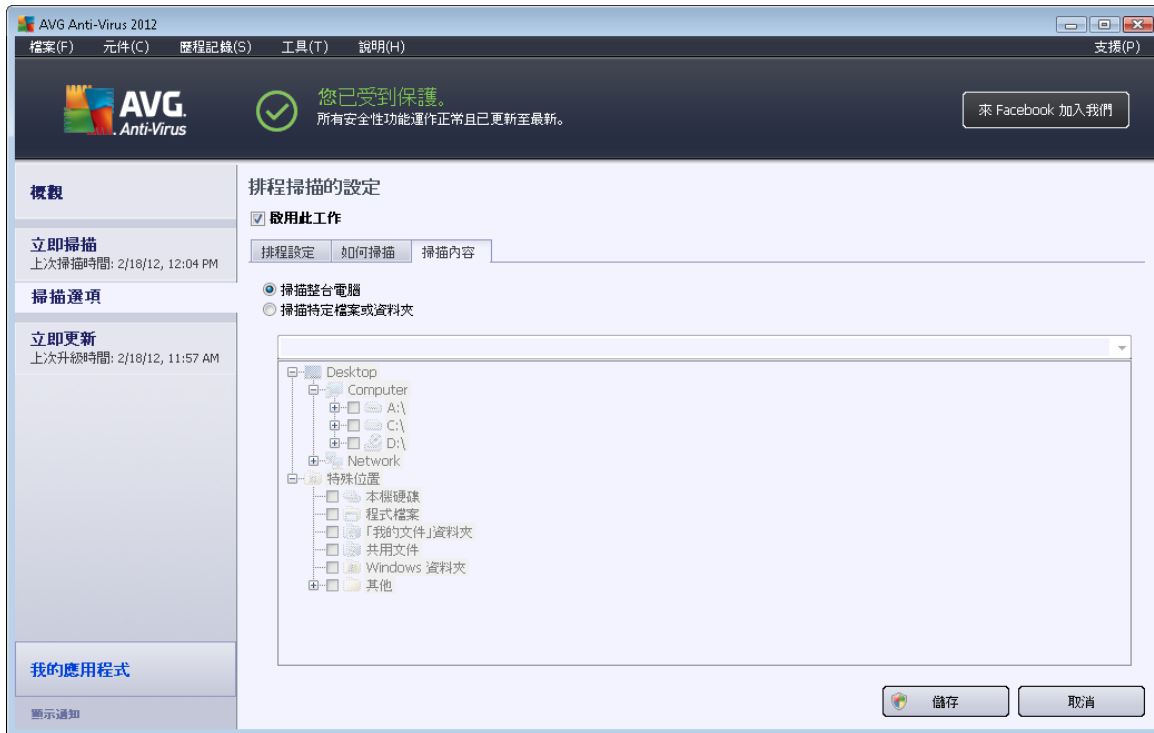 AVG Anti-Virus 2012
檔案(F) 元件(C) 歷程記錄(S) 工具(T) 說明(H) 支援(P)
AVG.
Anti-Virus
您已受到保護。
所有安全性功能運作正常且已更新至最新。
來 Facebook 加入我們
概觀
立即掃描
上次掃描時間: 2/18/12, 12:04 PM
掃描選項
立即更新
上次升級時間: 2/18/12, 11:57 AM
我的應用程式
顯示通知
排程掃描的設定
啟用此工作
排程設定 如何掃描 掃描內容
掃描整台電腦
掃描特定檔案或資料夾
Desktop
Computer
A:\
C:\
D:\
Network
特殊位置
本機硬碟
程式檔案
「我的文件」資料夾
共用文件
Windows 資料夾
其他
儲存 取消